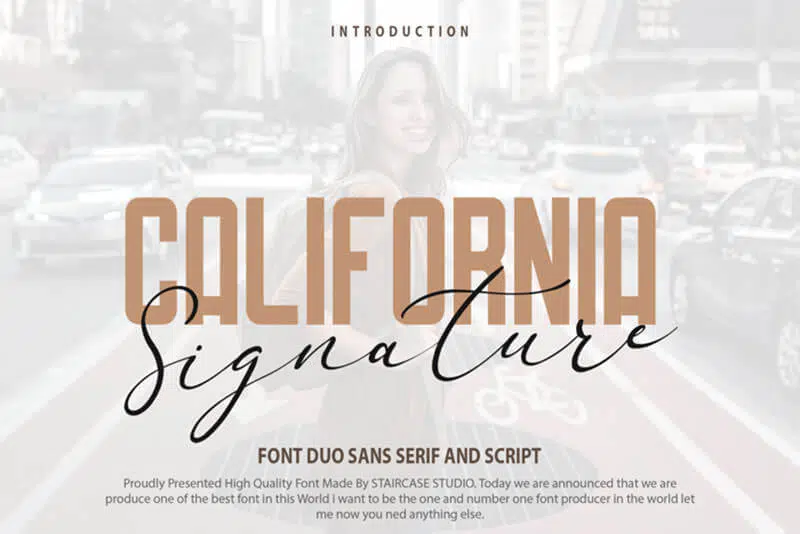 INTRODUCTION
CALIFORNIA
Signature
FONT DUO SANS SERIF AND SCRIPT
Proudly Presented High Quality Font Made By STAIRCASE STUDIO. Today we are announced that we are
produce one of the best font in this World i want to be the one and number one font producer in the world let
me now you ned anything else.